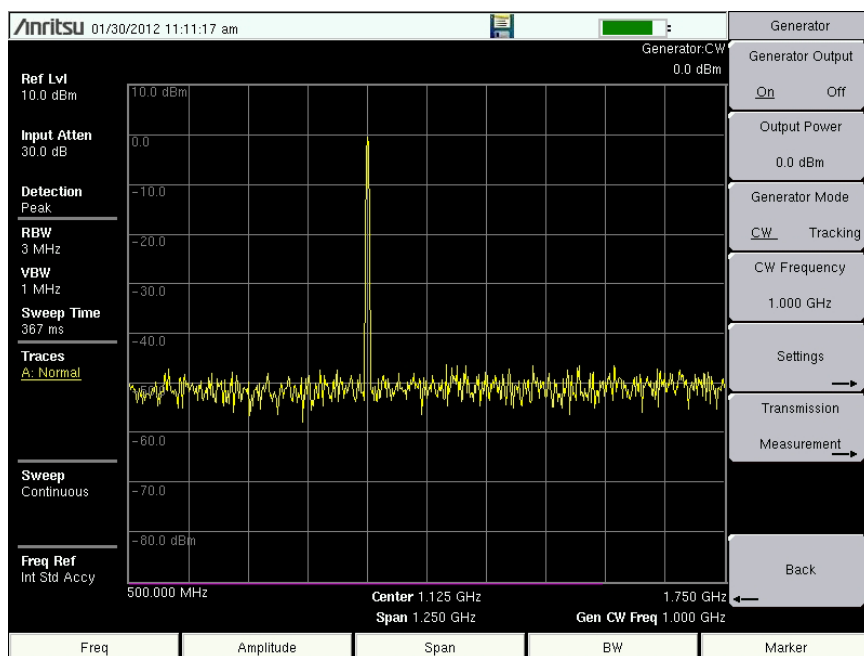 Anritsu 01/30/2012 11:11:17 am
Generator:CW
0.0 dBm
Ref Lvl
10.0 dBm
Input Atten
30.0 dB
Detection
Peak
RBW
3 MHz
VBW
1 MHz
Sweep Time
367 ms
Traces
A: Normal
Sweep
Continuous
Freq Ref
Int Std Accy
10.0 dBm
0.0
-10.0
-20.0
-30.0
-40.0
-60.0
-70.0
-80.0 dBm
500.000 MHz
Center 1.125 GHz
1.750 GHz
Span 1.250 GHz
Gen CW Freq 1.000 GHz
Generator
Generator Output
On Off
Output Power
0.0 dBm
Generator Mode
CW Tracking
CW Frequency
1.000 GHz
Settings
Transmission
Measurement
Back
Freq Amplitude Span BW Marker